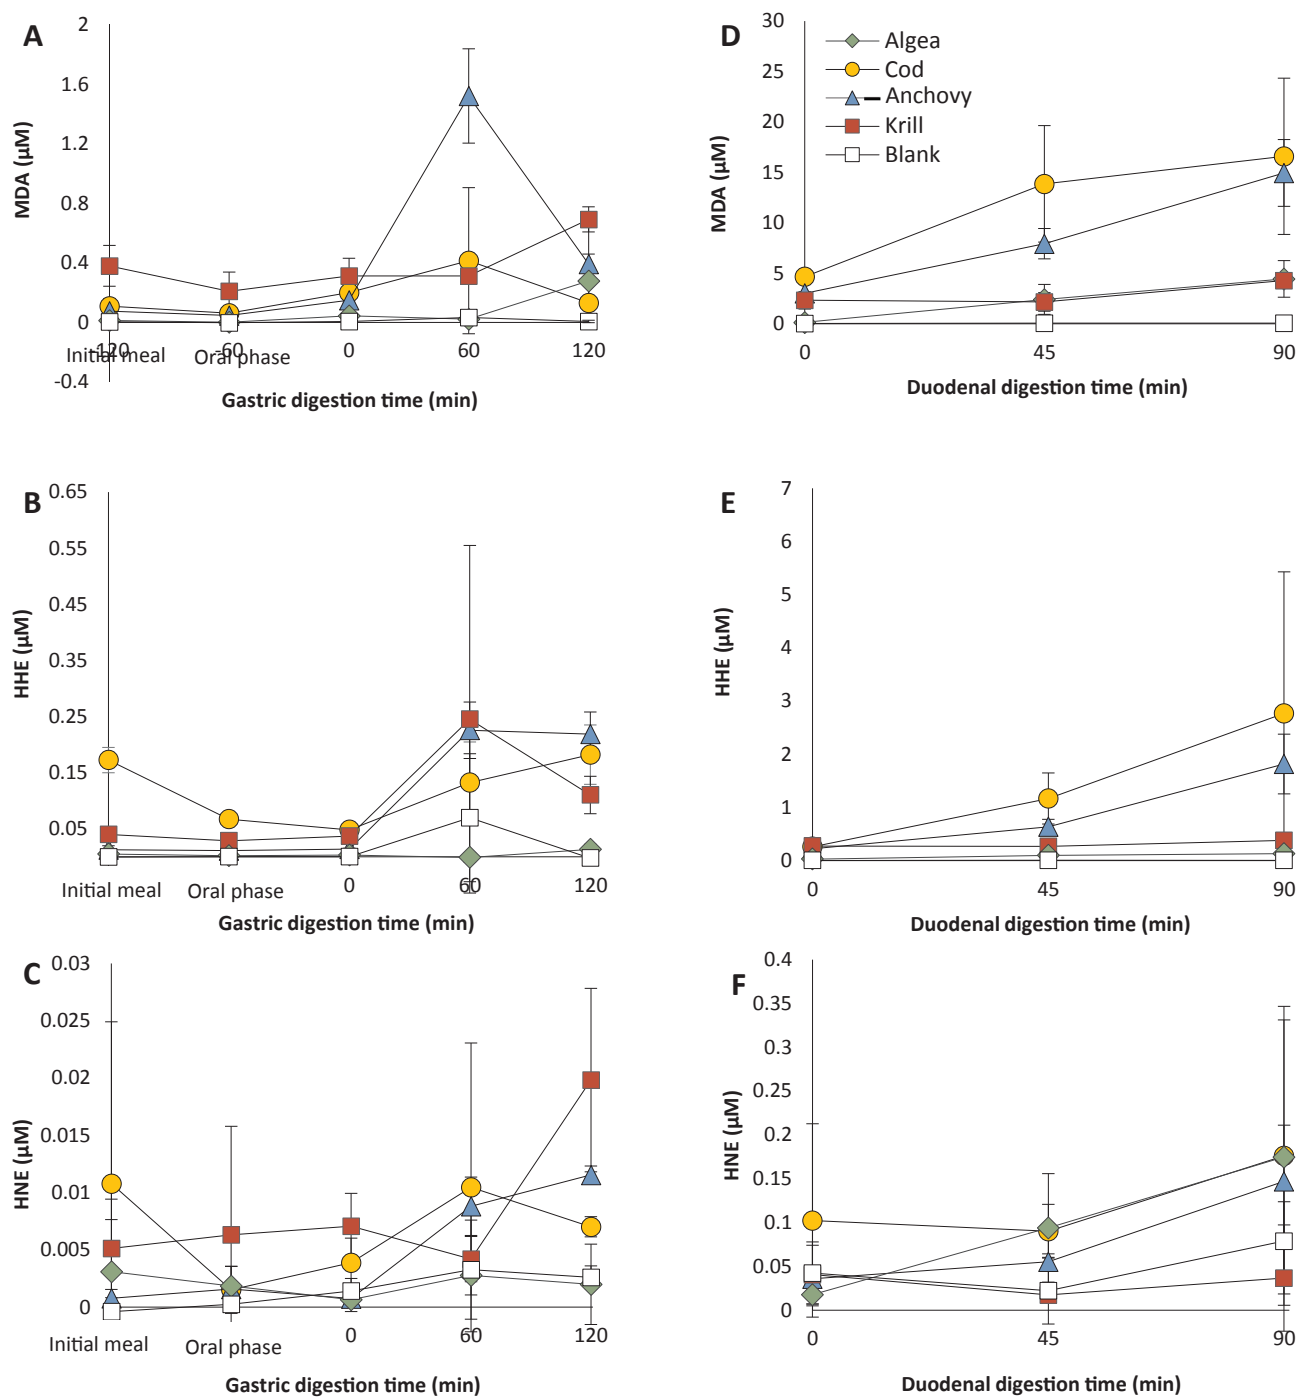 A
2
1.6
1.2
0.8
0.4
0
-0.4
MDA (µM)
-120
-60
0
60
120
Initial meal
Oral phase
Gastric digestion time (min)
D
30
25
20
15
10
5
0
MDA (µM)
Algea
Cod
Anchovy
Krill
Blank
0
45
90
Duodenal digestion time (min)
B
0.65
0.55
0.45
0.35
0.25
0.15
0.05
HHE (µM)
Initial meal
Oral phase
0
60
120
Gastric digestion time (min)
E
7
6
5
4
3
2
1
0
HHE (µM)
0
45
90
Duodenal digestion time (min)
C
0.03
0.025
0.02
0.015
0.01
0.005
0
HNE (µM)
Initial meal
Oral phase
0
60
120
Gastric digestion time (min)
F
0.4
0.35
0.3
0.25
0.2
0.15
0.1
0.05
0
HNE (µM)
0
45
90
Duodenal digestion time (min)